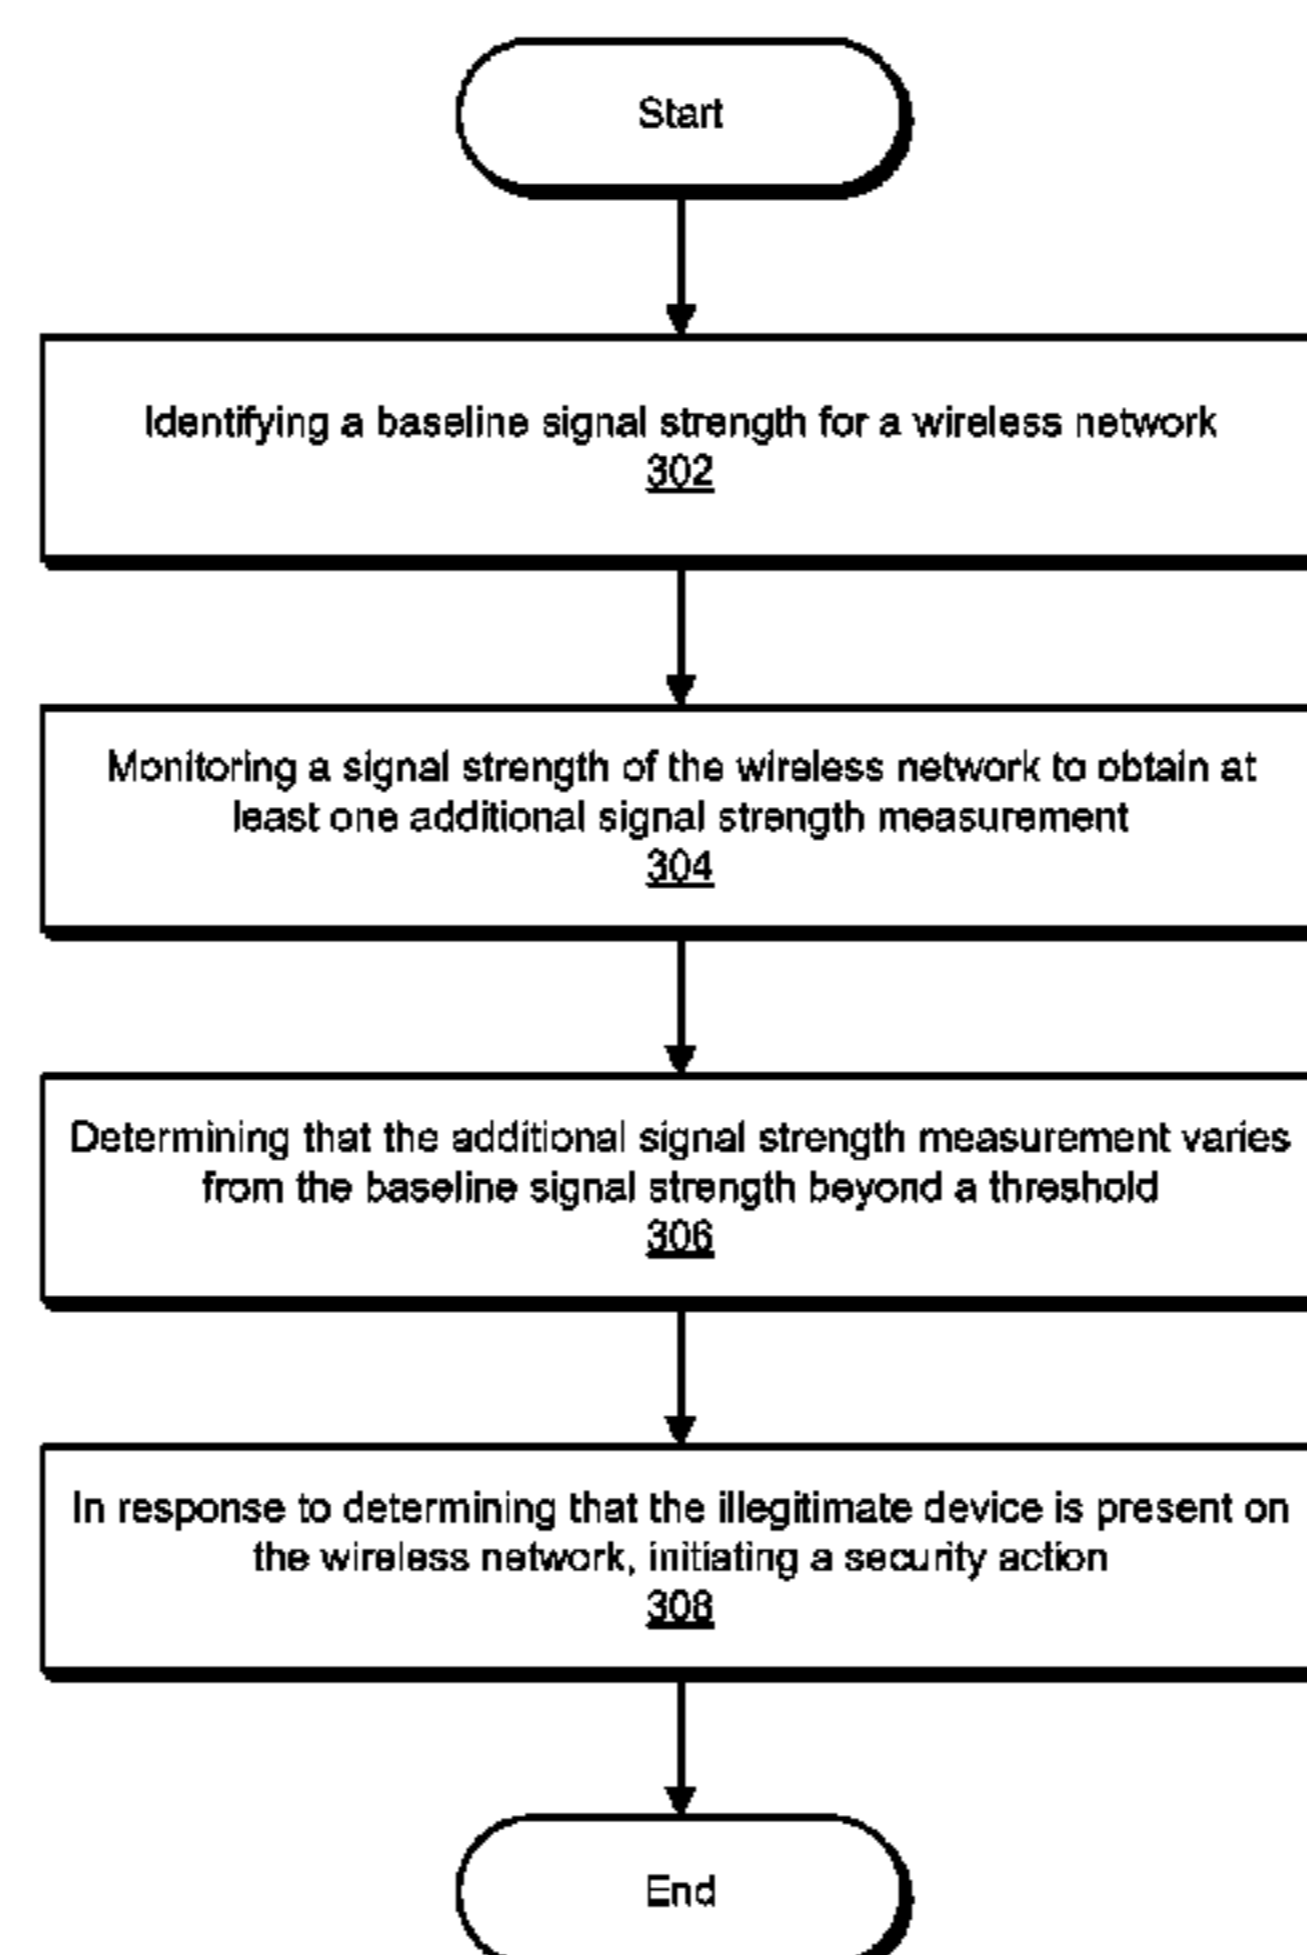 Start
Identifying a baseline signal strength for a wireless network
302
Monitoring a signal strength of the wireless network to obtain at
least one additional signal strength measurement
304
Determining that the additional signal strength measurement varies
from the baseline signal strength beyond a threshold
306
In response to determining that the illegitimate device is present on
the wireless network, initiating a security action
308
End